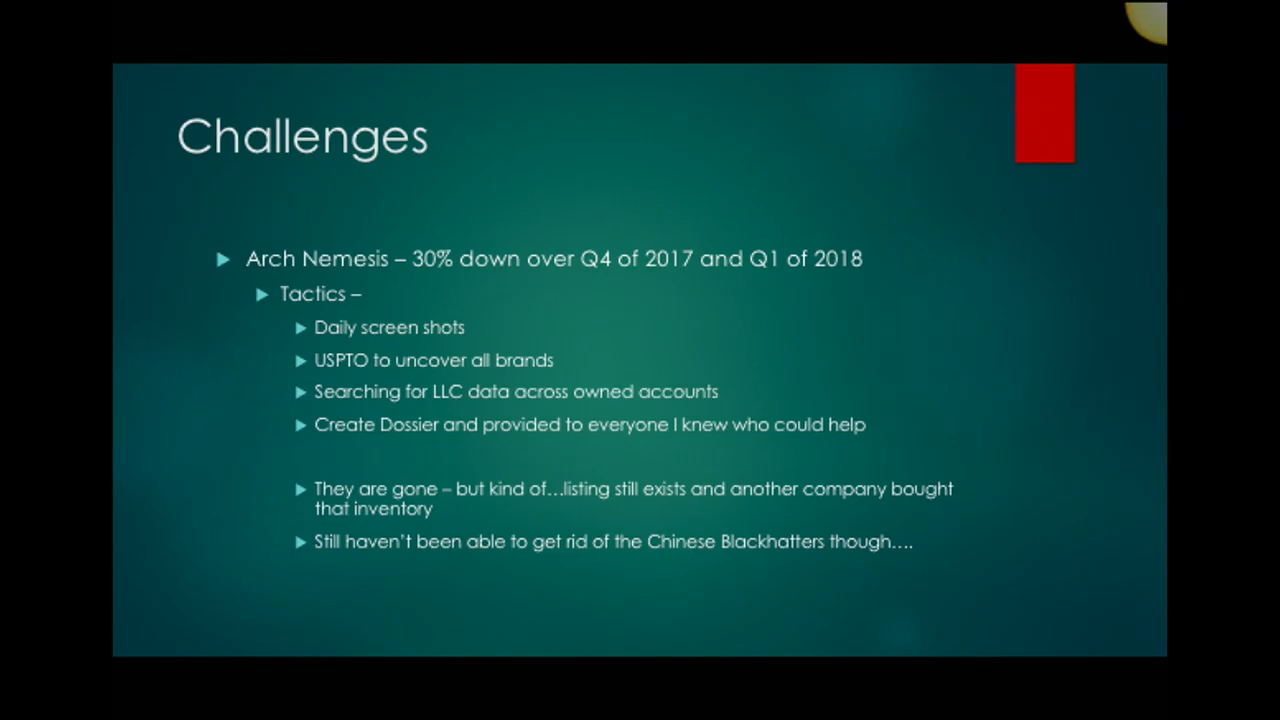 Challenges
Arch Nemesis – 30% down over Q4 of 2017 and Q1 of 2018
Tactics –
Daily screen shots
USPTO to uncover all brands
Searching for LLC data across owned accounts
Create Dossier and provided to everyone I knew who could help
They are gone – but kind of...listing still exists and another company bought
that inventory
Still haven't been able to get rid of the Chinese Blackhatters though....